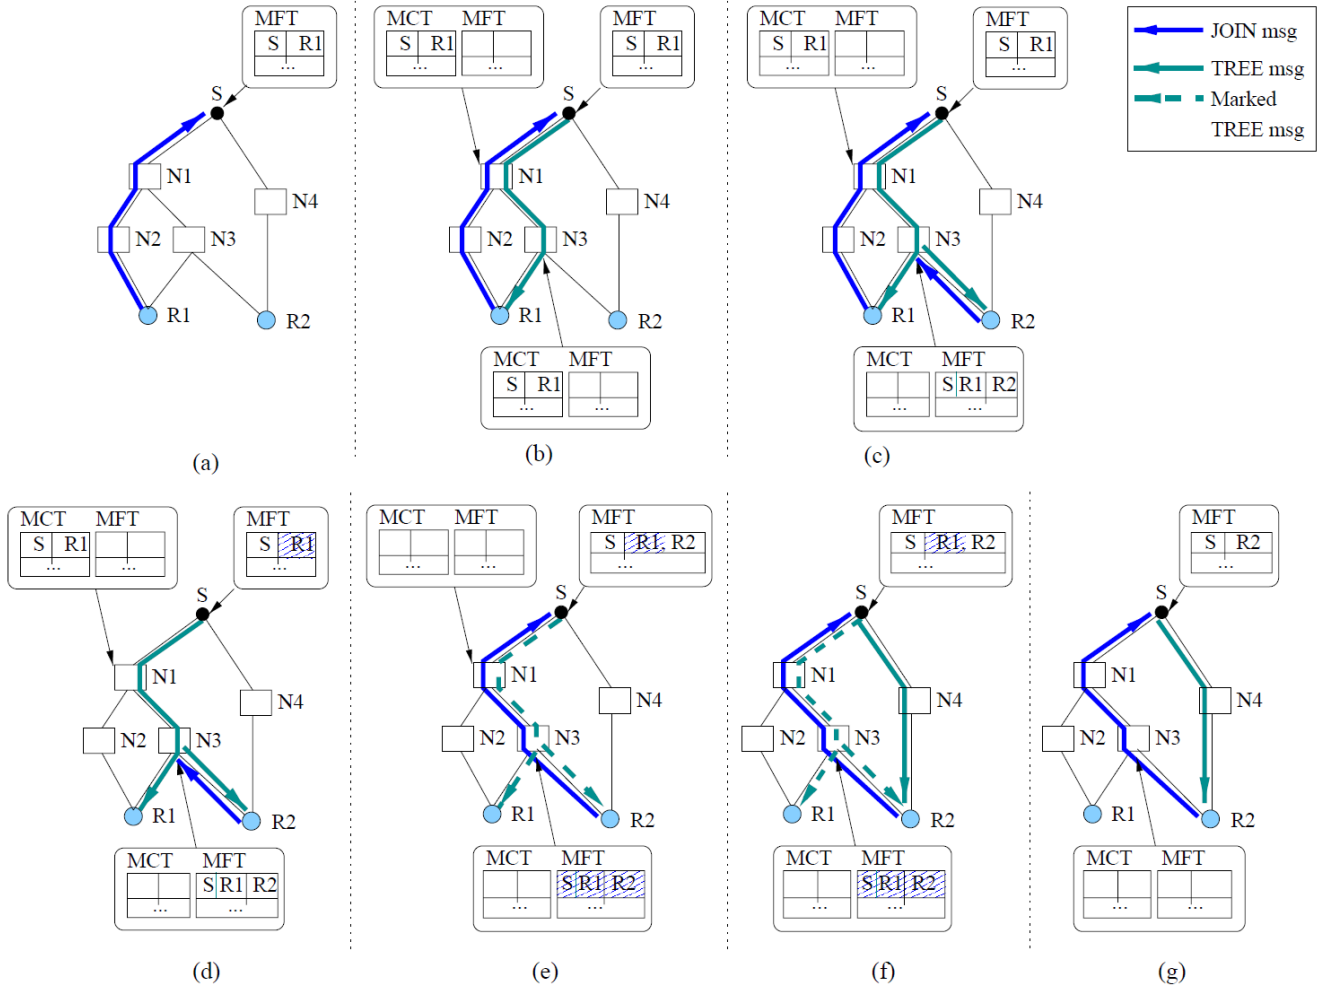 MFT
S R1
...
S
N1
N4
N2
N3
R1
R2
(a)
MCT MFT
S R1
...
MFT
S R1
...
S
N1
N4
N2
N3
R1
R2
MCT MFT
S R1
...
(b)
MCT MFT
S R1
...
MFT
S R1
...
S
N1
N4
N2
N3
R1
R2
MCT MFT
S R1 R2
... ...
(c)
JOIN msg
TREE msg
Marked
TREE msg
MCT MFT
S R1
... ...
MFT
S R1
...
S
N1
N4
N2
N3
R1
R2
MCT MFT
S R1 R2
... ...
(d)
MCT MFT
... ...
MFT
S R1, R2
...
S
N1
N4
N2
N3
R1
R2
MCT MFT
S R1 R2
... ...
(e)
MFT
S R1, R2
...
S
N1
N4
N2
N3
R1
R2
MCT MFT
S R1 R2
... ...
(f)
MFT
S R2
...
S
N1
N4
N2
N3
R1
R2
MCT MFT
... ...
(g)